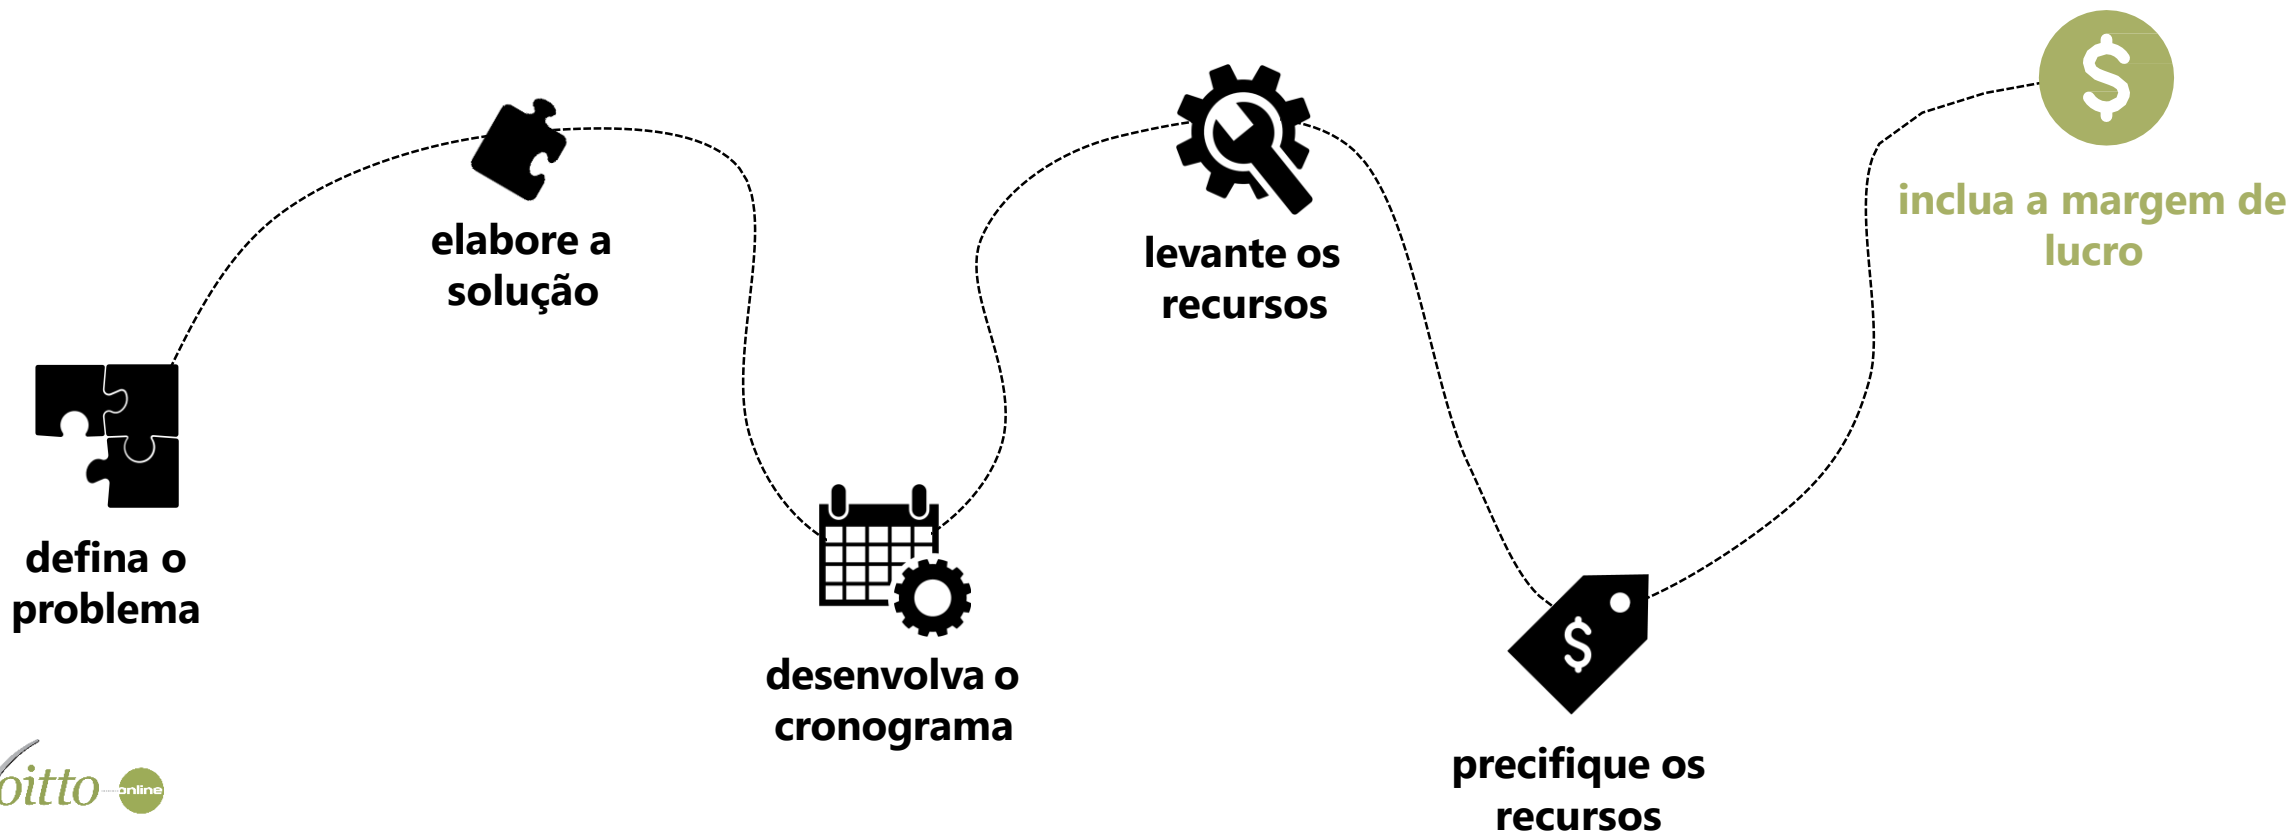 defina o
problema
elabore a
solução
desenvolva o
cronograma
levante os
recursos
$
precifique os
recursos
$
inclua a margem de
lucro
oitto
online